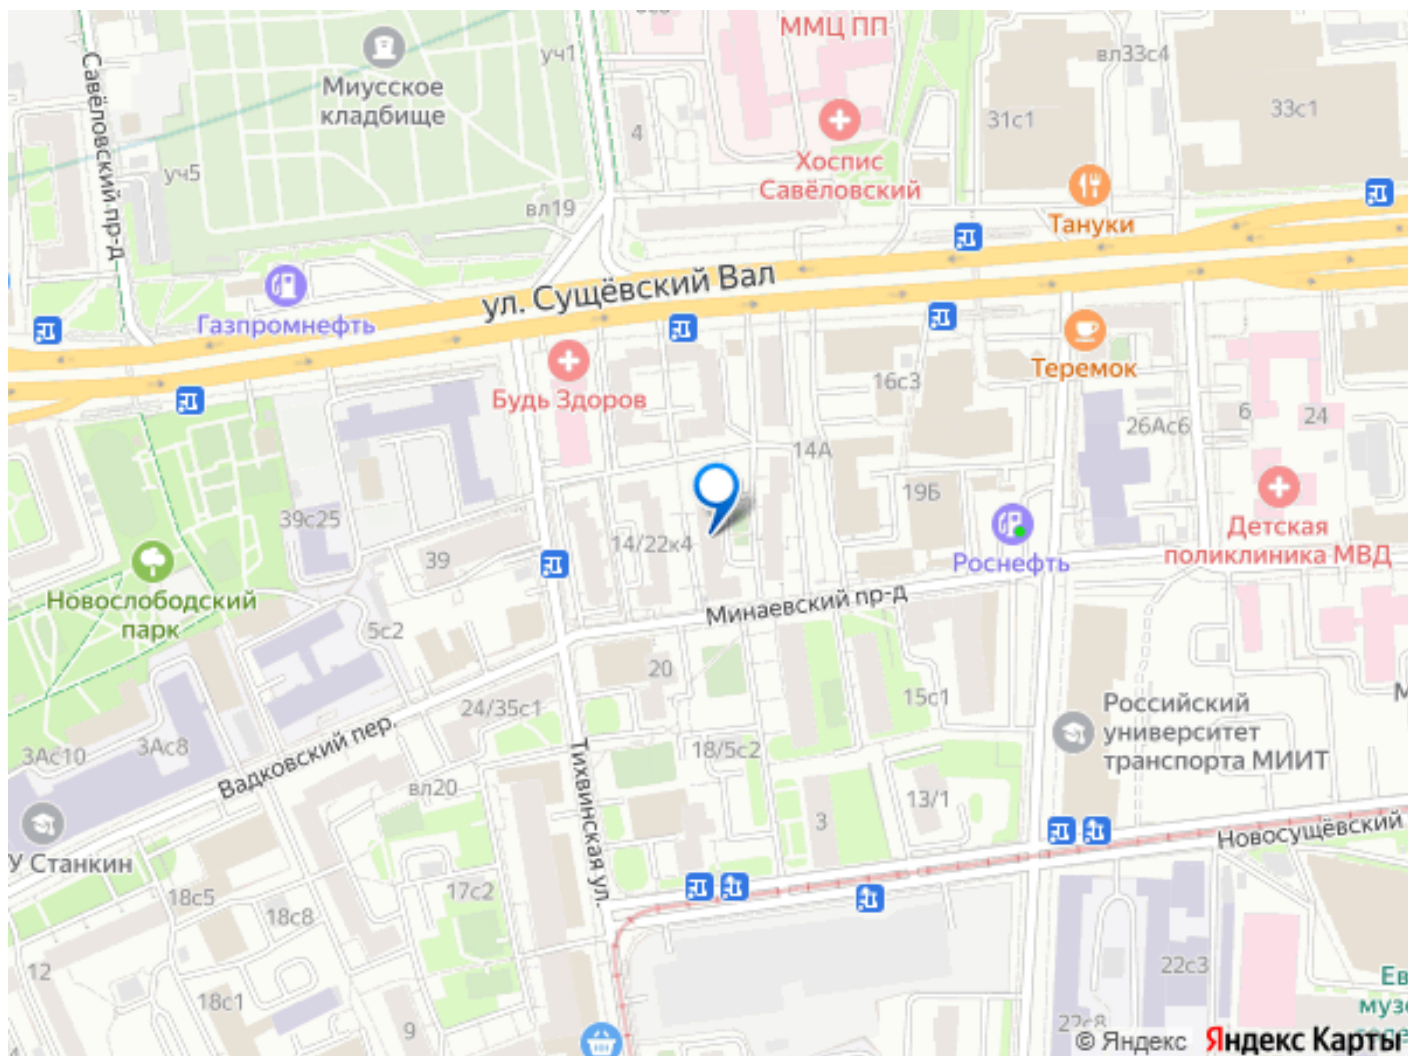 ММЦ ПП
уч1
вл33с4
Савёловский пр-д
Миусское
кладбище
33с1
31с1
4
Хоспис
Савёловский
уч5
вл19
Тануки
ул. Сущёвский Вал
Газпромнефть
Теремок
Будь Здоров
16с3
6
24
26Ас6
14А
19Б
39с25
Детская
поликлиника МВД
14/22к4
39
Роснефть
Новослободский
парк
Минаевский пр-д
5с2
20
15с1
Российский
университет
транспорта МИИТ
М
24/35с1
3Ас10
3Ас8
18/5с2
Вадковский пер.
Тихвинская ул.
вл20
13/1
3
Новосущёвский
У Станкин
18с5
17с2
18с8
12
22с3
Ев
музе
18с1
9
22с8
© Яндекс
Яндекс Карты